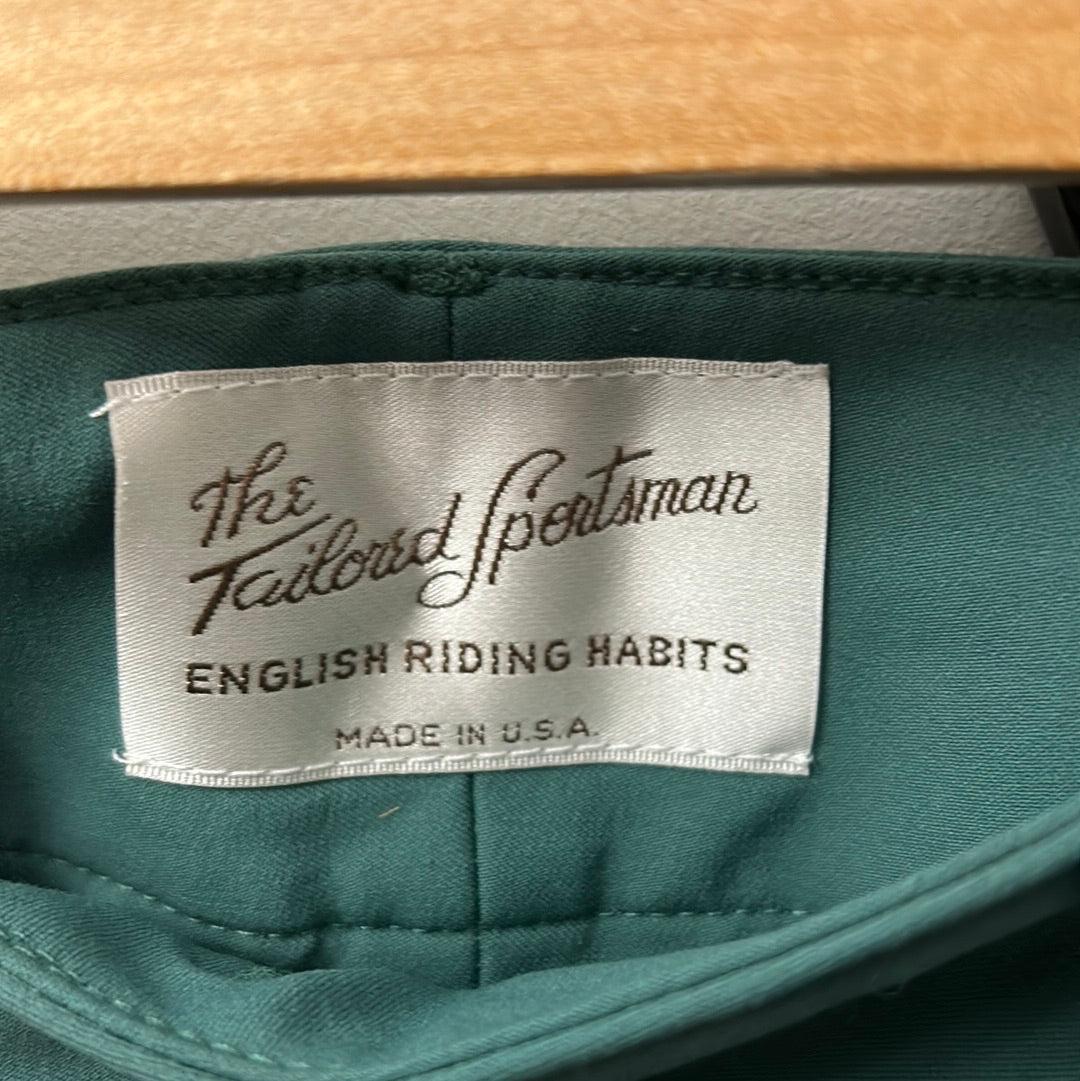 The
Tailored Sportsman
ENGLISH RIDING HABITS
MADE IN U.S.A.